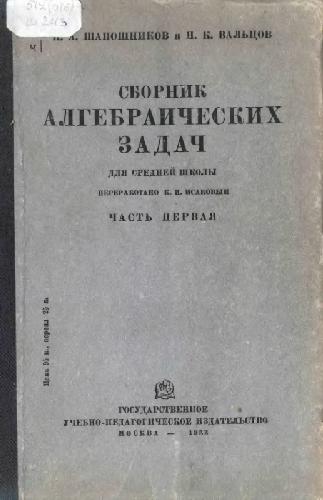 А. ШАПОШНИКОВ и Н. К. ВАЛЬЦОВ
СБОРНИК
АЛГЕБРАИЧЕСКИХ
ЗАДАЧ
ДЛЯ СРЕДНЕЙ ШКОЛЫ
ПЕРЕРАБОТАНО К. П. ИСАКОВЫМ
ЧАСТЬ ПЕРВАЯ
ГОСУДАРСТВЕННОЕ
УЧЕБНО-ПЕДАГОГИЧЕСКОЕ ИЗДАТЕЛЬСТВО
МОСКВА —